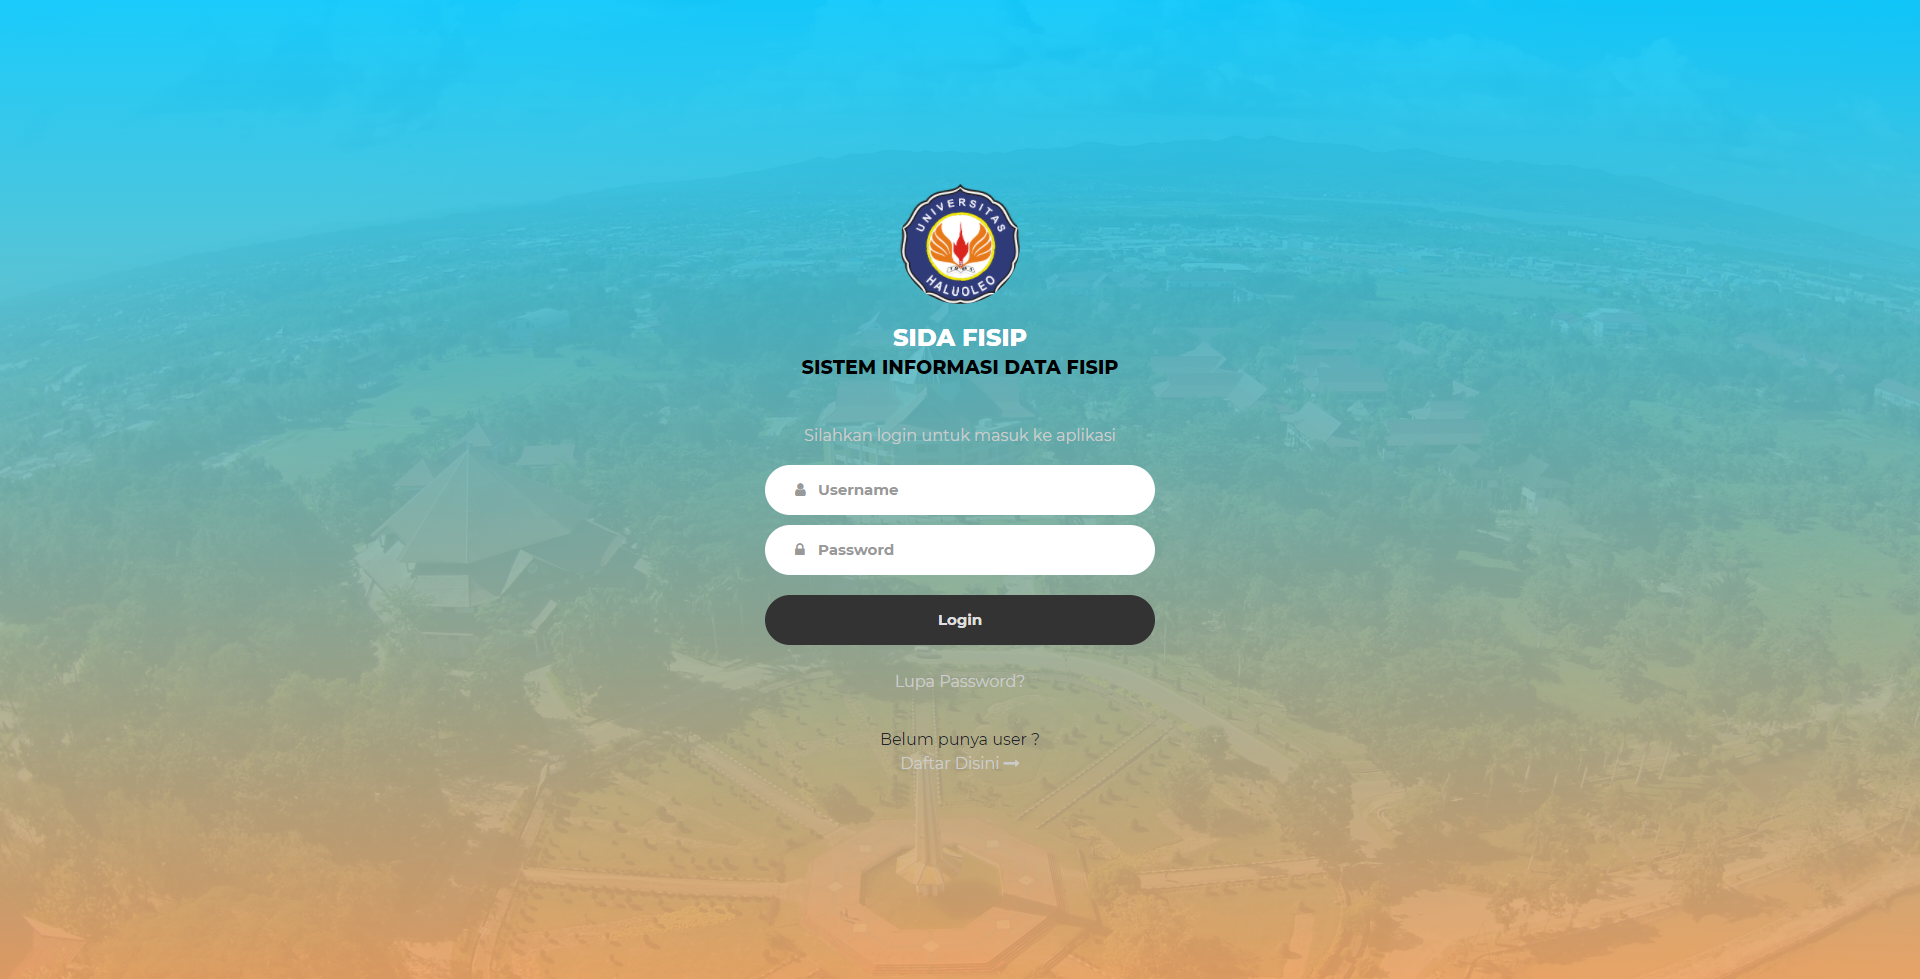 UNIVERSITAS
HALUOLEO
SIDA FISIP
SISTEM INFORMASI DATA FISIP
Silahkan login untuk masuk ke aplikasi
Username
Password
Login
Lupa Password?
Belum punya user ?
Daftar Disini